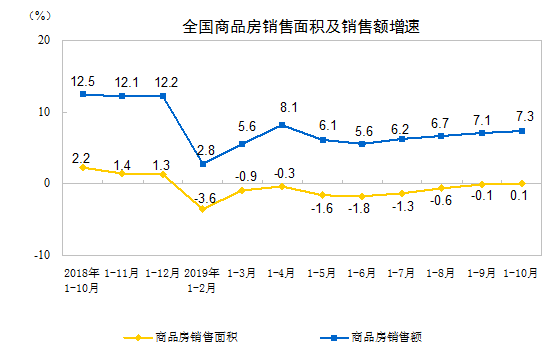 (%)
全国商品房销售面积及销售额增速
20
10
0
-10
12.5 12.1 12.2 2.8 5.6 8.1 6.1 5.6 6.2 6.7 7.1 7.3
2.2 1.4 1.3 -3.6 -0.9 -0.3 -1.6 -1.8 -1.3 -0.6 -0.1 0.1
2018年 1-11月 1-12月 2019年 1-3月 1-4月 1-5月 1-6月 1-7月 1-8月 1-9月 1-10月
1-10月 1-2月
商品房销售面积 商品房销售额